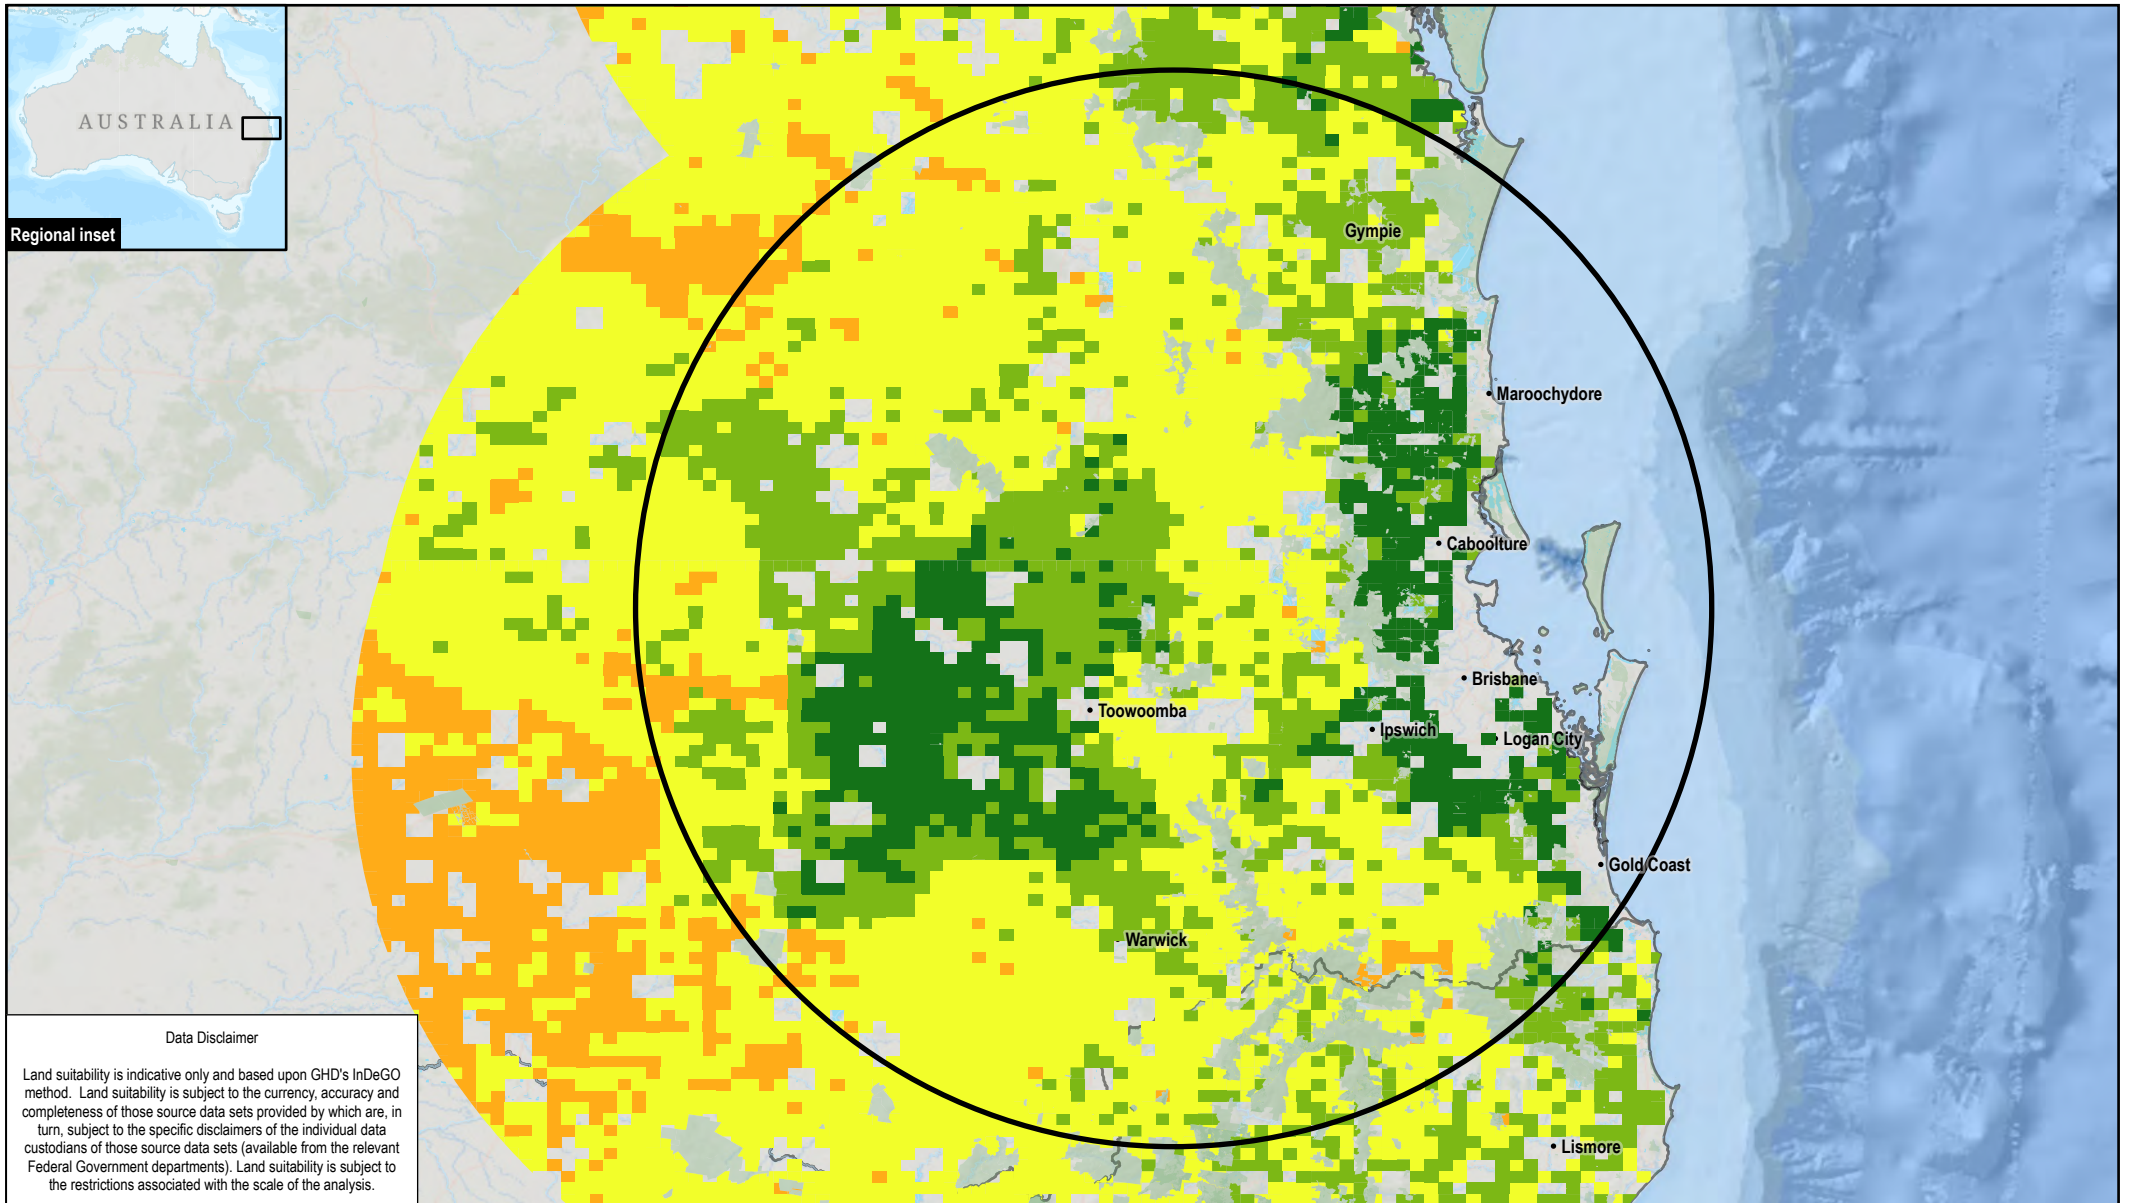 AUSTRALIA
Regional inset
Gympie
Maroochydore
Caboolture
Brisbane
Toowoomba
Ipswich
Logan City
Gold Coast
Warwick
Lismore
Data Disclaimer
Land suitability is indicative only and based upon GHD's InDeGO
method. Land suitability is subject to the currency, accuracy and
completeness of those source data sets provided by which are, in
turn, subject to the specific disclaimers of the individual data
custodians of those source data sets (available from the relevant
Federal Government departments). Land suitability is subject to
the restrictions associated with the scale of the analysis.